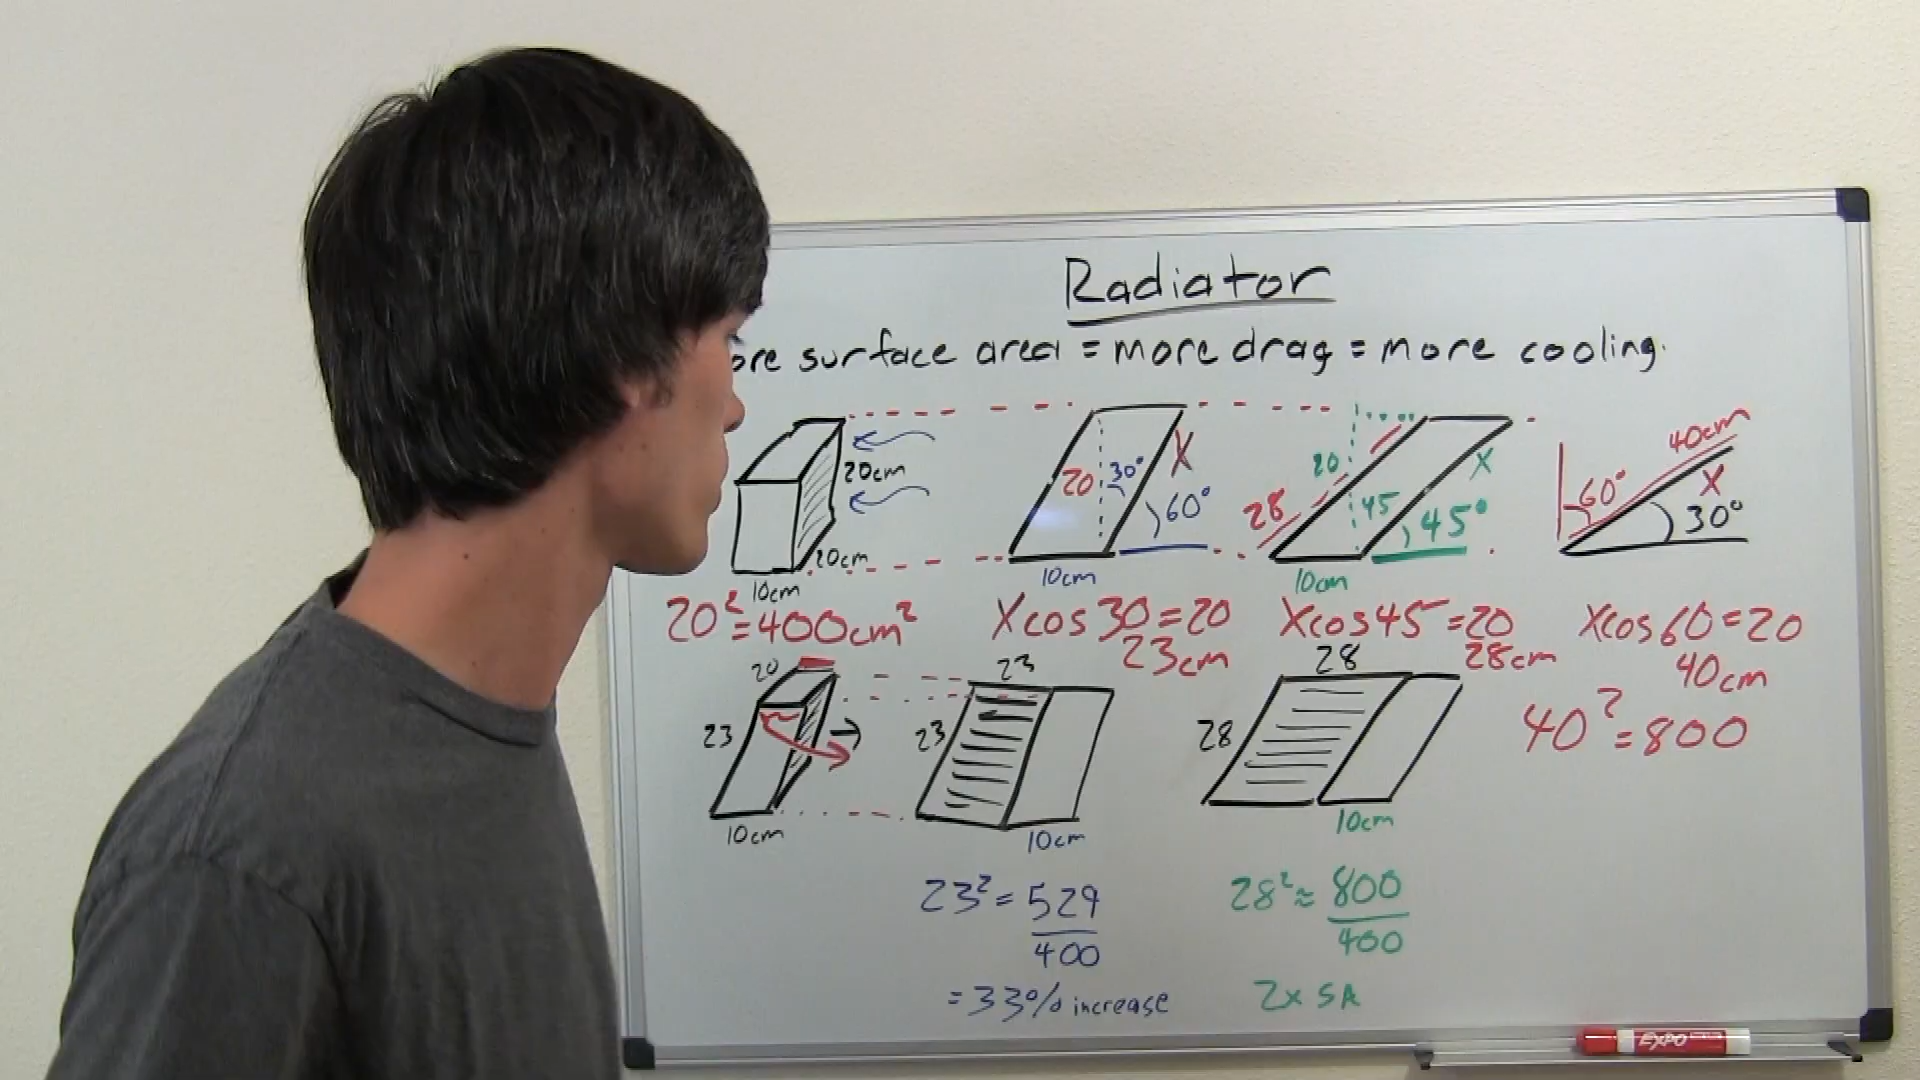 Radiator
ore surface area = more drag = more cooling.
20cm
20cm
10cm
20
30°
X
60°
10cm
20
28
45
X
45°
10cm
40cm
60°
X
30°
20² = 400cm²
Xcos 30 = 20
23cm
Xcos45 = 20
28cm
Xcos60 = 20
40cm
20
23
10cm
23
23
10cm
28
28
10cm
40² = 800
23² = 529
400
= 33% increase
28² ≈ 800
400
2x SA
EXPO